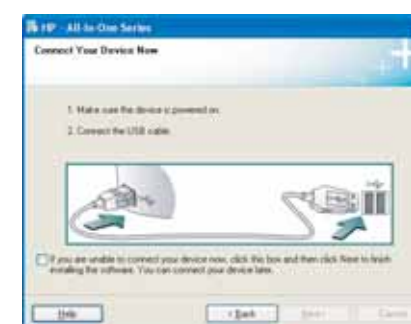 HP - All-In-One Series
Connect Your Device Now
1. Make sure the device is powered on.
2. Connect the USB cable.
If you are unable to connect your device now, click this box and then click Next to finish
installing the software. You can connect your device later.
Help
< Back
Next >
Cancel